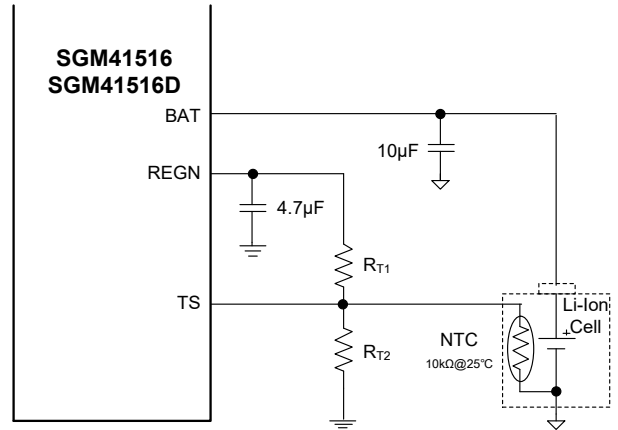 SGM41516
SGM41516D
BAT
10µF
REGN
4.7µF
RT1
TS
Li-Ion
+Cell
NTC
10kΩ@25℃
RT2